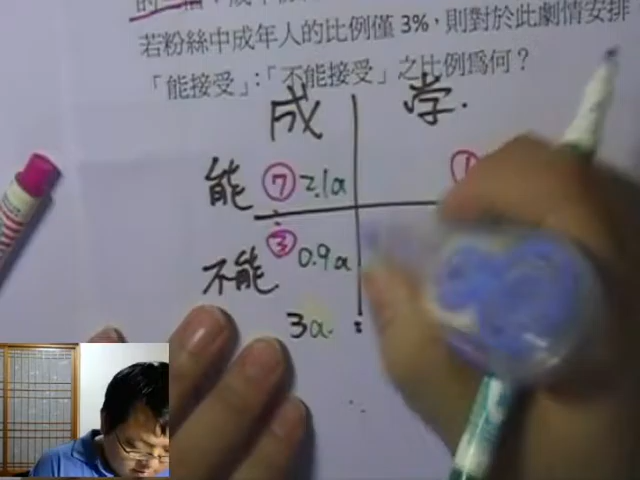 若粉絲中成年人的比例僅 3%,則對於此劇情安排
「能接受」:「不能接受」之比例為何?
成 学.
能 ⑦ 2.1a ①
不能 ③ 0.9a
3a